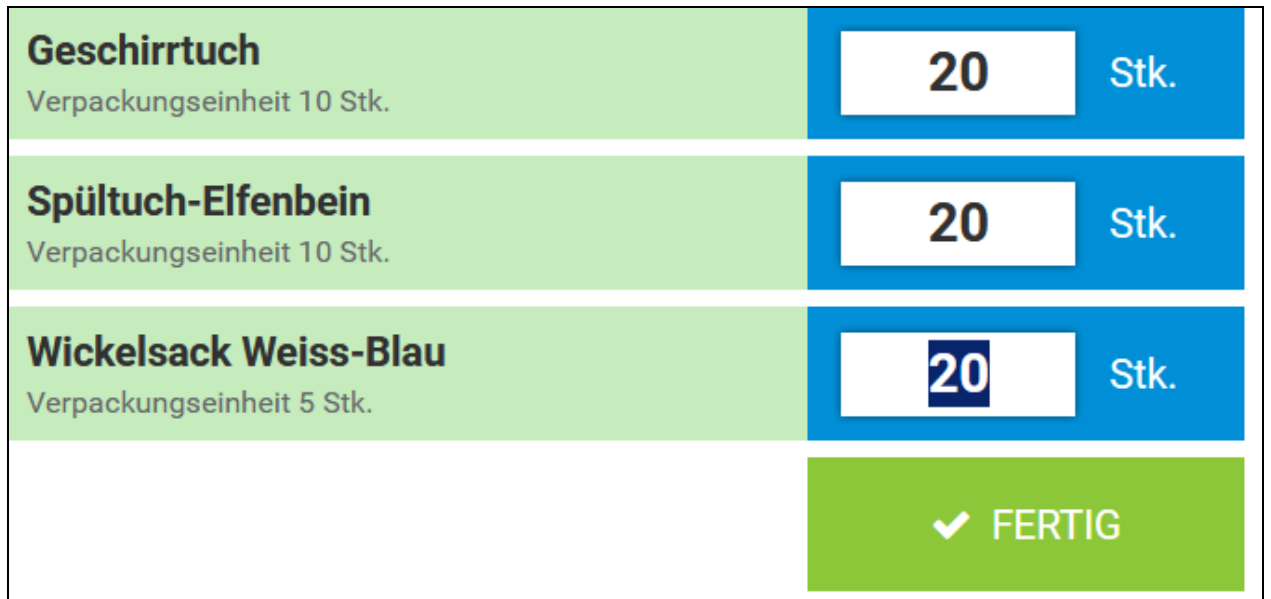 Geschirrtuch
Verpackungseinheit 10 Stk.
20 Stk.
Spültuch-Elfenbein
Verpackungseinheit 10 Stk.
20 Stk.
Wickelsack Weiss-Blau
Verpackungseinheit 5 Stk.
20 Stk.
FERTIG